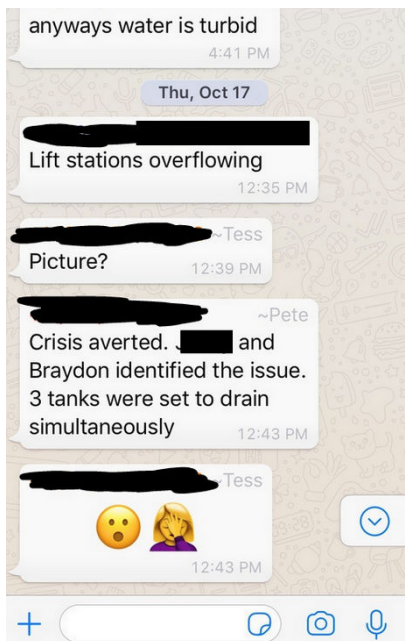 anyways water is turbid
4:41 PM
Thu, Oct 17
Lift stations overflowing
12:35 PM
~Tess
Picture?
12:39 PM
~Pete
Crisis averted. and
Braydon identified the issue.
3 tanks were set to drain
simultaneously
12:43 PM
~Tess
😮 🤦‍♀️
12:43 PM